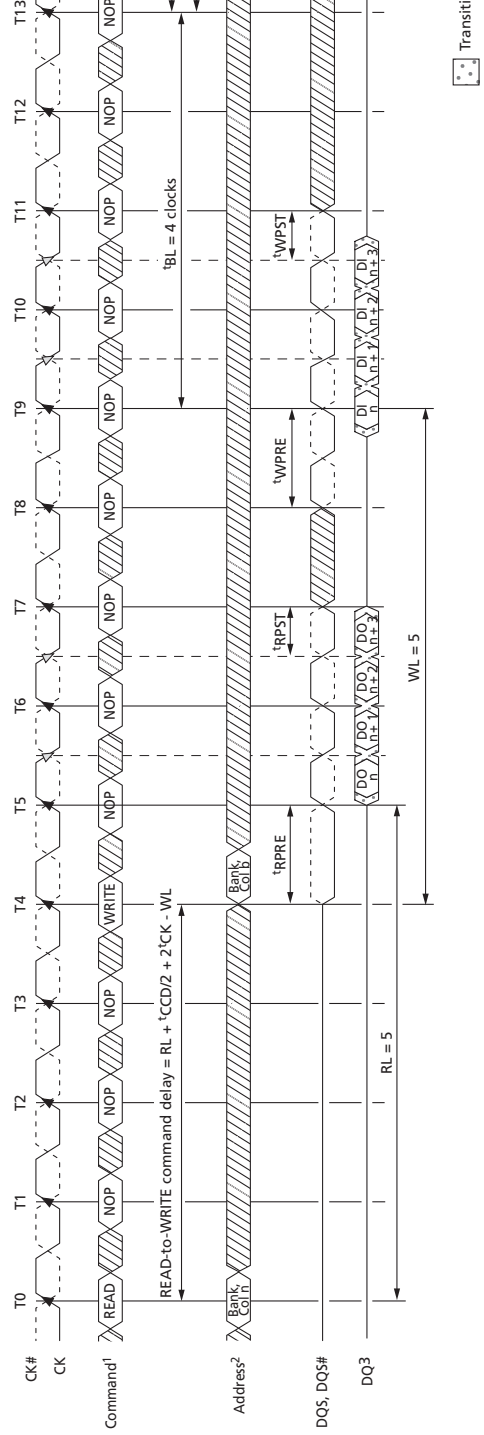 T0 T1 T2 T3 T4 T5 T6 T7 T8 T9 T10 T11 T12 T13
CK#
CK
Command1 READ NOP NOP NOP WRITE NOP NOP NOP NOP NOP NOP NOP NOP NOP
READ-to-WRITE command delay = RL + tCCD/2 + 2tCK - WL
tBL = 4 clocks
Address2
Bank,
Col n
Bank,
Col b
tRPRE tRPST tWPRE tWPST
DQS, DQS#
DQ3
DO
n
DO
n + 1
DO
n + 2
DO
n + 3
DI
n
DI
n + 1
DI
n + 2
DI
n + 3
RL = 5
WL = 5